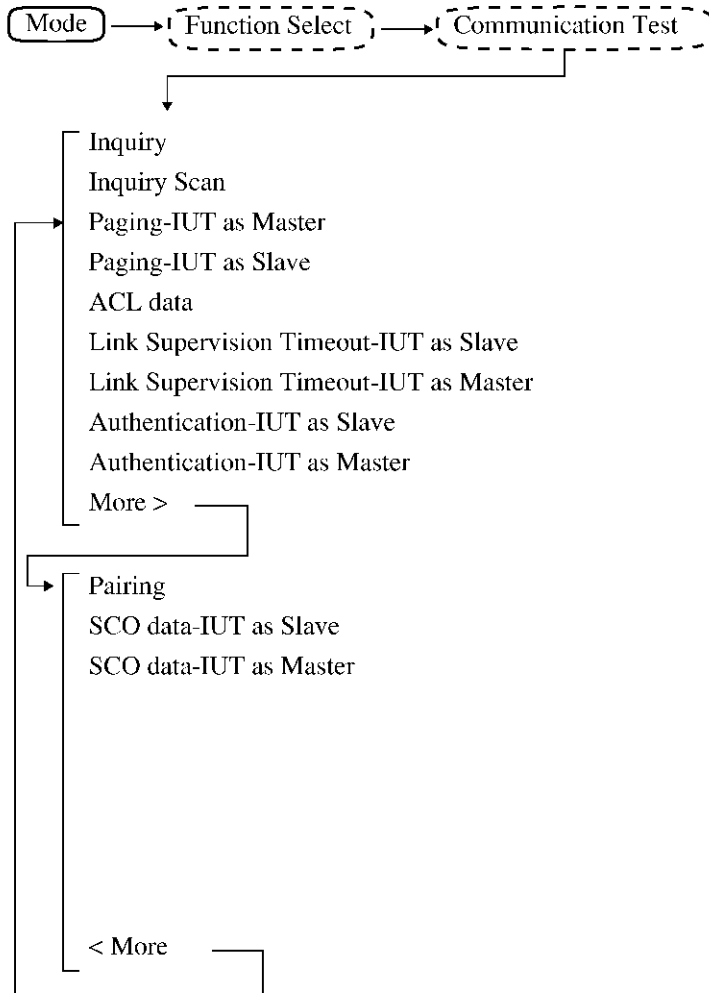 Mode Function Select Communication Test
Inquiry
Inquiry Scan
Paging-IUT as Master
Paging-IUT as Slave
ACL data
Link Supervision Timeout-IUT as Slave
Link Supervision Timeout-IUT as Master
Authentication-IUT as Slave
Authentication-IUT as Master
More >
Pairing
SCO data-IUT as Slave
SCO data-IUT as Master
< More